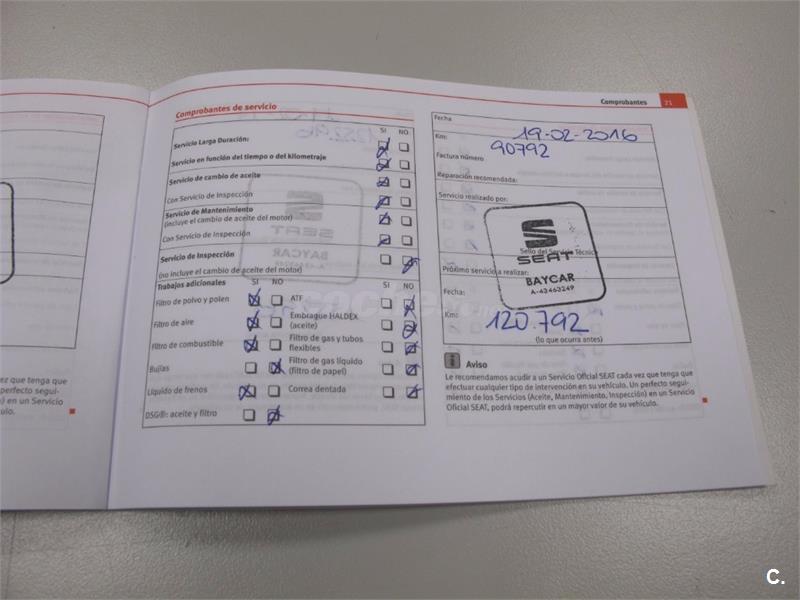 Comprobantes de servicio
SI NO
Servicio Larga Duración:
Servicio en función del tiempo o del kilometraje
Servicio de cambio de aceite
Con Servicio de Inspección
Servicio de Mantenimiento
(incluye el cambio de aceite del motor)
Con Servicio de Inspección
Servicio de Inspección
(no incluye el cambio de aceite del motor)
Trabajos adicionales SI NO SI NO
Filtro de polvo y polen
Filtro de aire
Filtro de combustible
Bujías
Líquido de frenos
DSG®: aceite y filtro
ATF
Embrague HALDEX
(aceite)
Filtro de gas y tubos
flexibles
Filtro de gas líquido
(filtro de papel)
Correa dentada
Comprobantes 21
Fecha
19-02-2016
Km:
90792
Factura número
Reparación recomendada:
Servicio realizado por:
Sello del Servicio Técnico
SEAT
BAYCAR
A-43463249
Próximo servicio a realizar:
Fecha:
Km:
120.792
(lo que ocurra antes)
i Aviso
Le recomendamos acudir a un Servicio Oficial SEAT cada vez que tenga que
efectuar cualquier tipo de intervención en su vehículo. Un perfecto segui-
miento de los Servicios (Aceite, Mantenimiento, Inspección) en un Servicio
Oficial SEAT, podrá repercutir en un mayor valor de su vehículo.
vez que tenga que
perfecto segui-
) en un Servicio
ulo.
SEAT
BAYCAR
A-43463249
C.